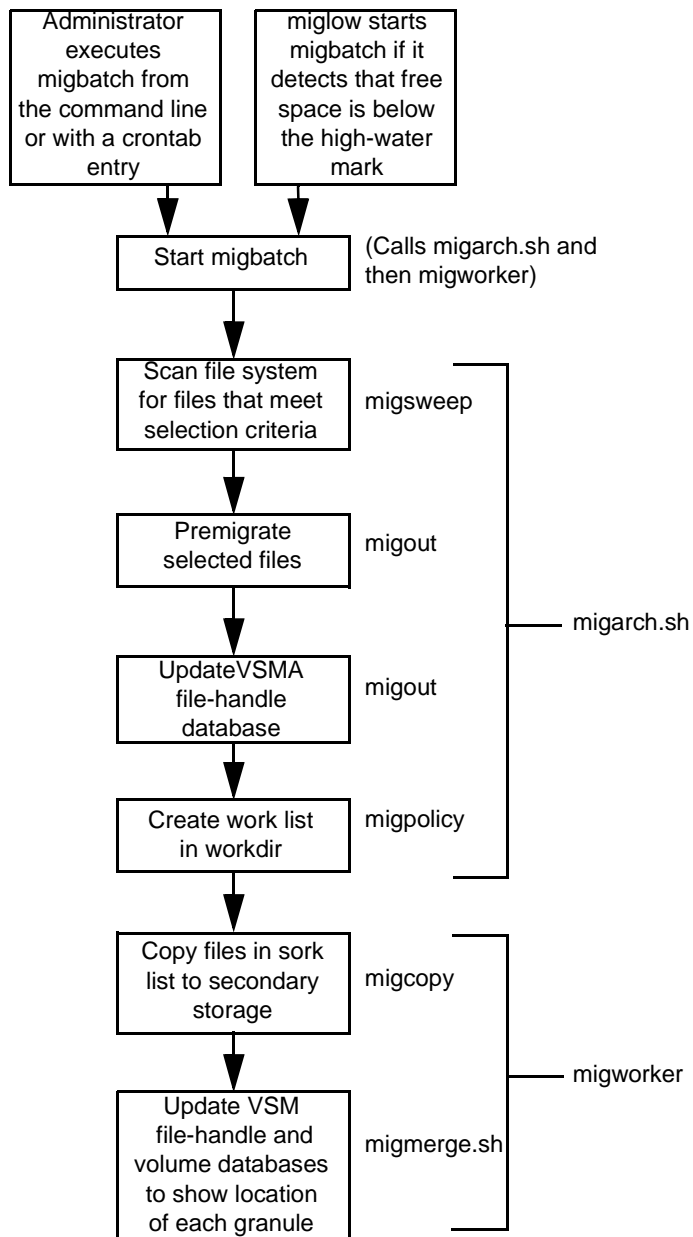 Administrator
executes
migbatch from
the command line
or with a crontab
entry
miglow starts
migbatch if it
detects that free
space is below
the high-water
mark
Start migbatch
(Calls migarch.sh and
then migworker)
Scan file system
for files that meet
selection criteria
migsweep
Premigrate
selected files
migout
migarch.sh
UpdateVSMA
file-handle
database
migout
Create work list
in workdir
migpolicy
Copy files in sork
list to secondary
storage
migcopy
migworker
Update VSM
file-handle and
volume databases
to show location
of each granule
migmerge.sh